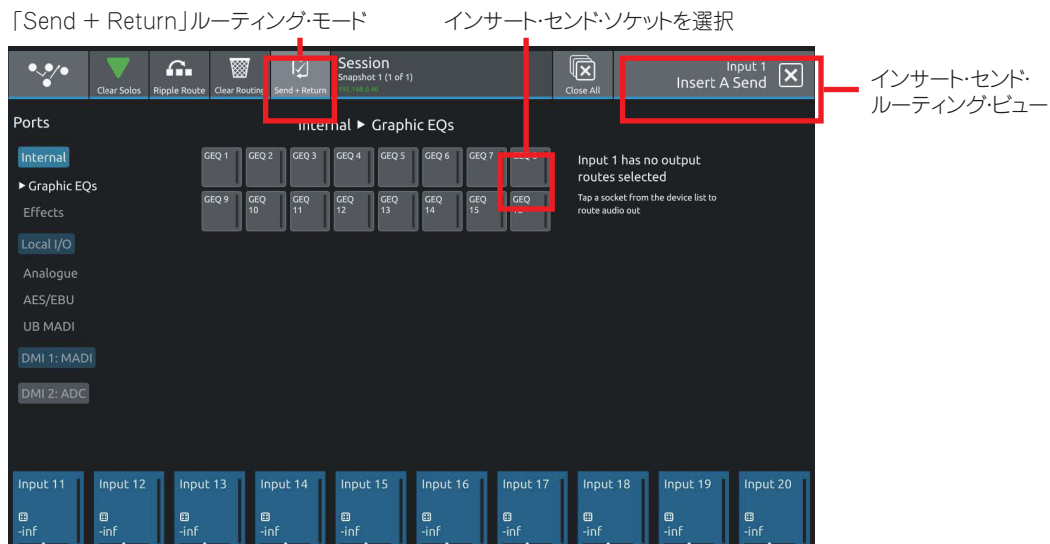 「Send + Return」ルーティング・モード
インサート・センド・ソケットを選択
Clear Solos
Ripple Route
Clear Routing
Send + Return
Session
Snapshot 1 (1 of 1)
192.168.0.40
Close All
Input 1
Insert A Send
インサート・センド・
ルーティング・ビュー
Ports
Internal ▶ Graphic EQs
Internal
▶ Graphic EQs
Effects
Local I/O
Analogue
AES/EBU
UB MADI
DMI 1: MADI
DMI 2: ADC
GEQ 1
GEQ 2
GEQ 3
GEQ 4
GEQ 5
GEQ 6
GEQ 7
GEQ 9
GEQ 10
GEQ 11
GEQ 12
GEQ 13
GEQ 14
GEQ 15
GEQ
Input 1 has no output
routes selected
Tap a socket from the device list to
route audio out
Input 11
Input 12
Input 13
Input 14
Input 15
Input 16
Input 17
Input 18
Input 19
Input 20
-inf
-inf
-inf
-inf
-inf
-inf
-inf
-inf
-inf
-inf